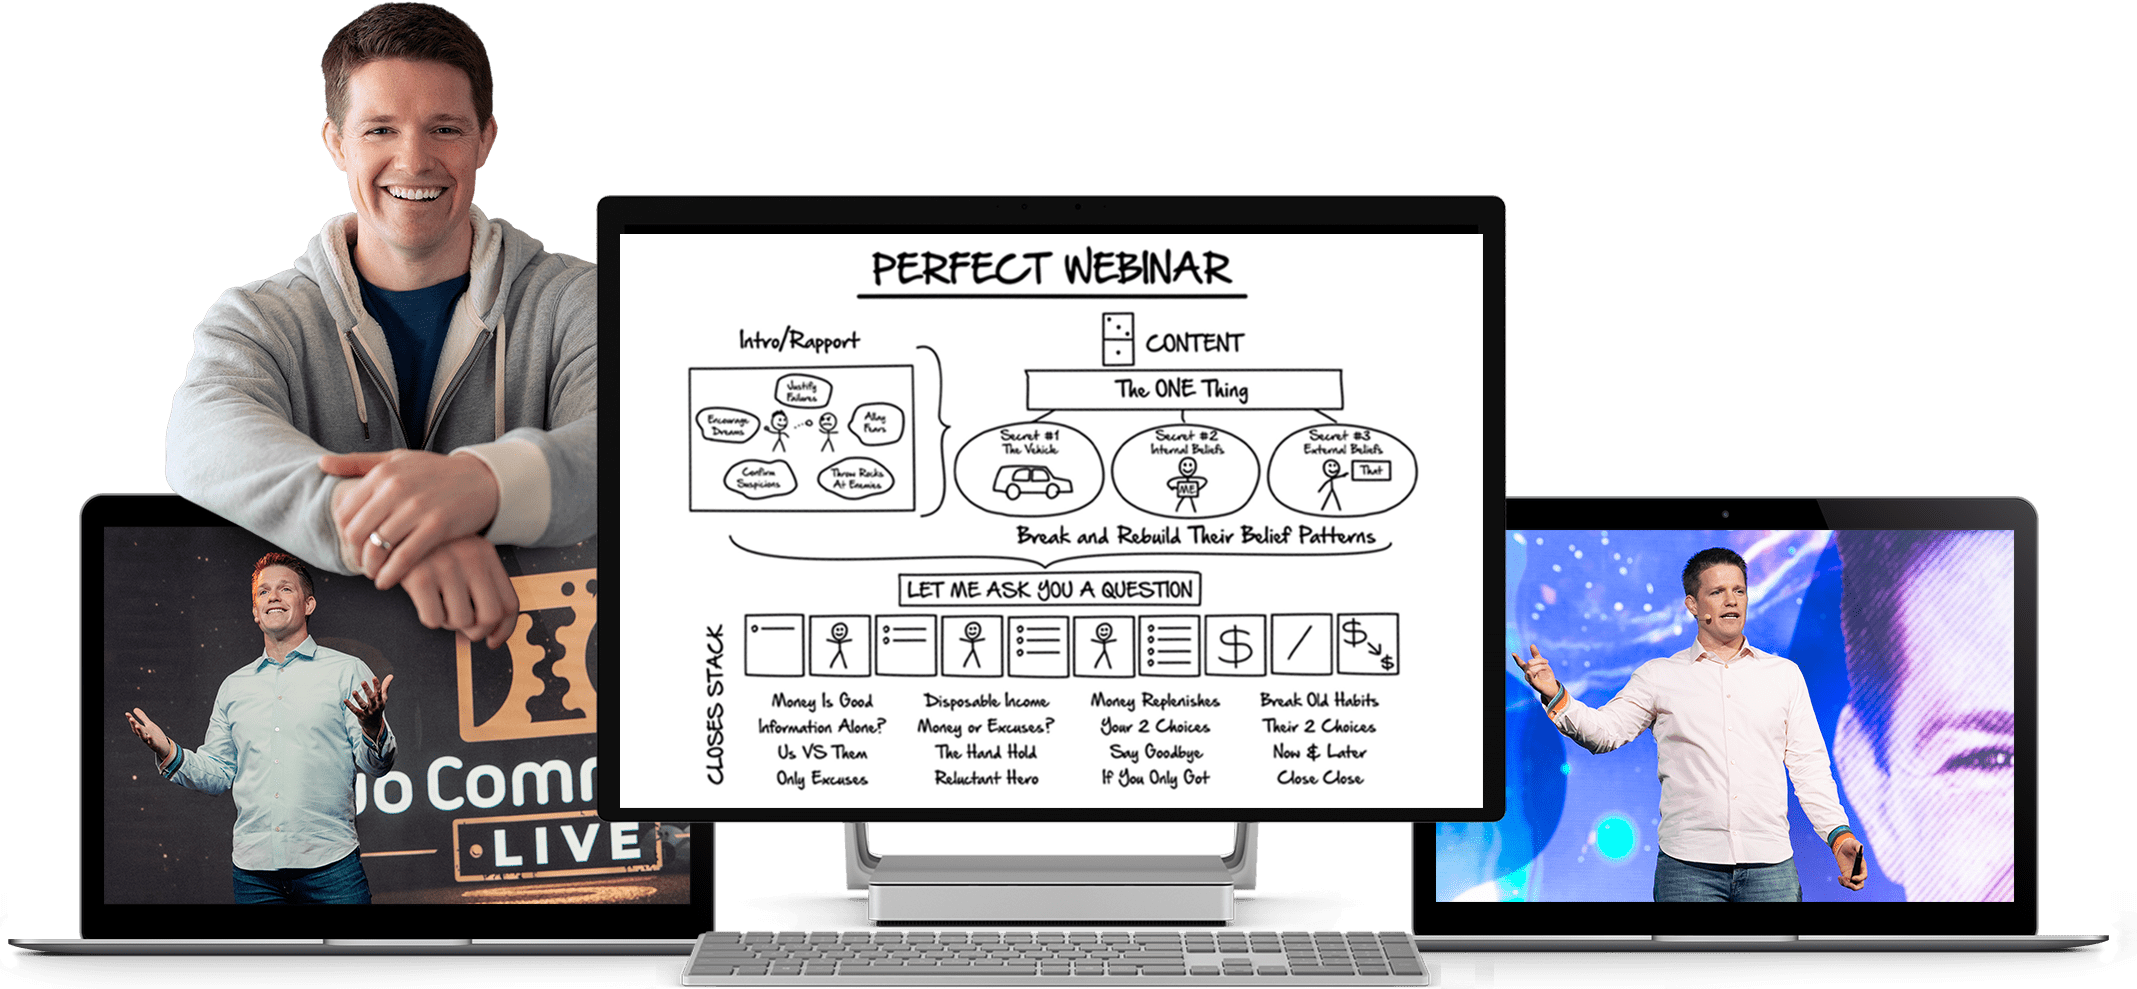 PERFECT WEBINAR
Intro/Rapport
Justify
Failures
Encourage
Dreams
Allay
Fears
Confirm
Suspicions
Throw Rocks
At Enemies
CONTENT
The ONE Thing
Secret #1
The Vehicle
Secret #2
Internal Beliefs
ME
Secret #3
External Beliefs
That
Break and Rebuild Their Belief Patterns
LET ME ASK YOU A QUESTION
$
/
$ $
CLOSES STACK
Money Is Good
Information Alone?
Us VS Them
Only Excuses
Disposable Income
Money or Excuses?
The Hand Hold
Reluctant Hero
Money Replenishes
Your 2 Choices
Say Goodbye
If You Only Got
Break Old Habits
Their 2 Choices
Now & Later
Close Close
LIVE